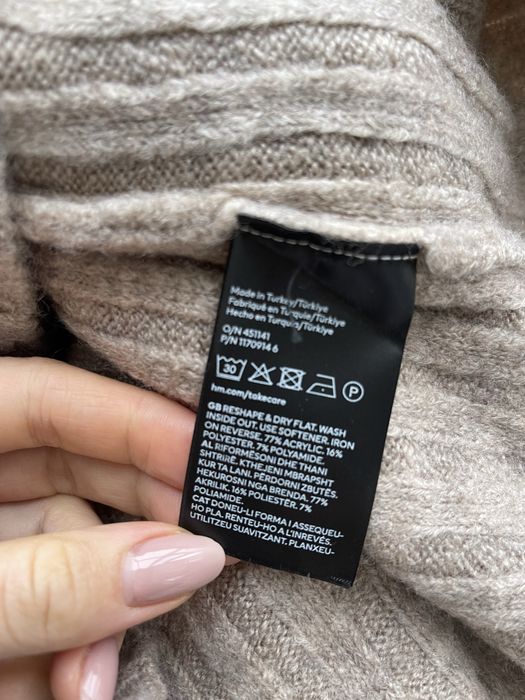 Made in Turkey/Türkiye
Fabriqué en Turquie/Türkiye
Hecho en Turquía/Türkiye
O/N 451141
P/N 1170914 6
30 P
hm.com/takecare
GB RESHAPE & DRY FLAT. WASH
INSIDE OUT. USE SOFTENER. IRON
ON REVERSE. 77% ACRYLIC. 16%
POLYESTER. 7% POLYAMIDE.
AL RIFORMËSONI DHE THANI
SHTRIRË. KTHEJENI MBRAPSHT
KUR TA LANI. PËRDORNI ZBUTËS.
HEKUROSNI NGA BRENDA. 77%
AKRILIK. 16% POLIESTËR. 7%
POLIAMIDE.
CAT DONEU-LI FORMA I ASSEQUEU-
HO PLA. RENTEU-HO A L'INREVÉS.
UTILITZEU SUAVITZANT. PLANXEU-